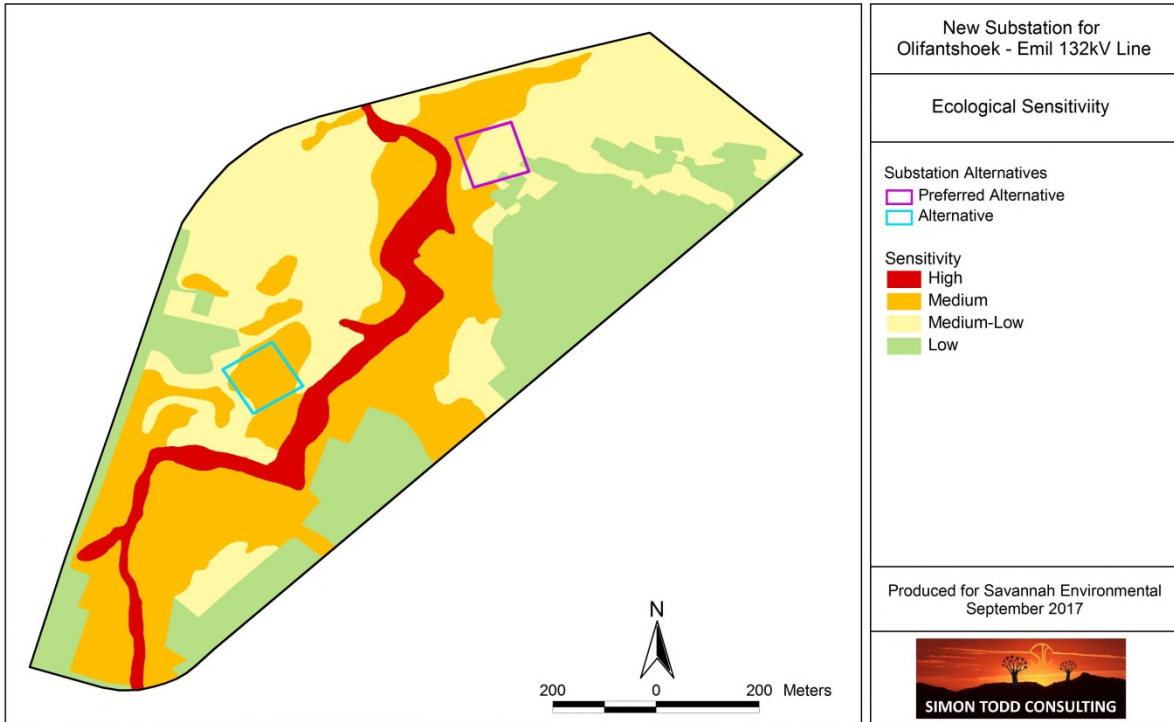 New Substation for
Olifantshoek - Emil 132kV Line
Ecological Sensitiviity
Substation Alternatives
Preferred Alternative
Alternative
Sensitivity
High
Medium
Medium-Low
Low
N
200 0 200 Meters
Produced for Savannah Environmental
September 2017
STC
SIMON TODD CONSULTING